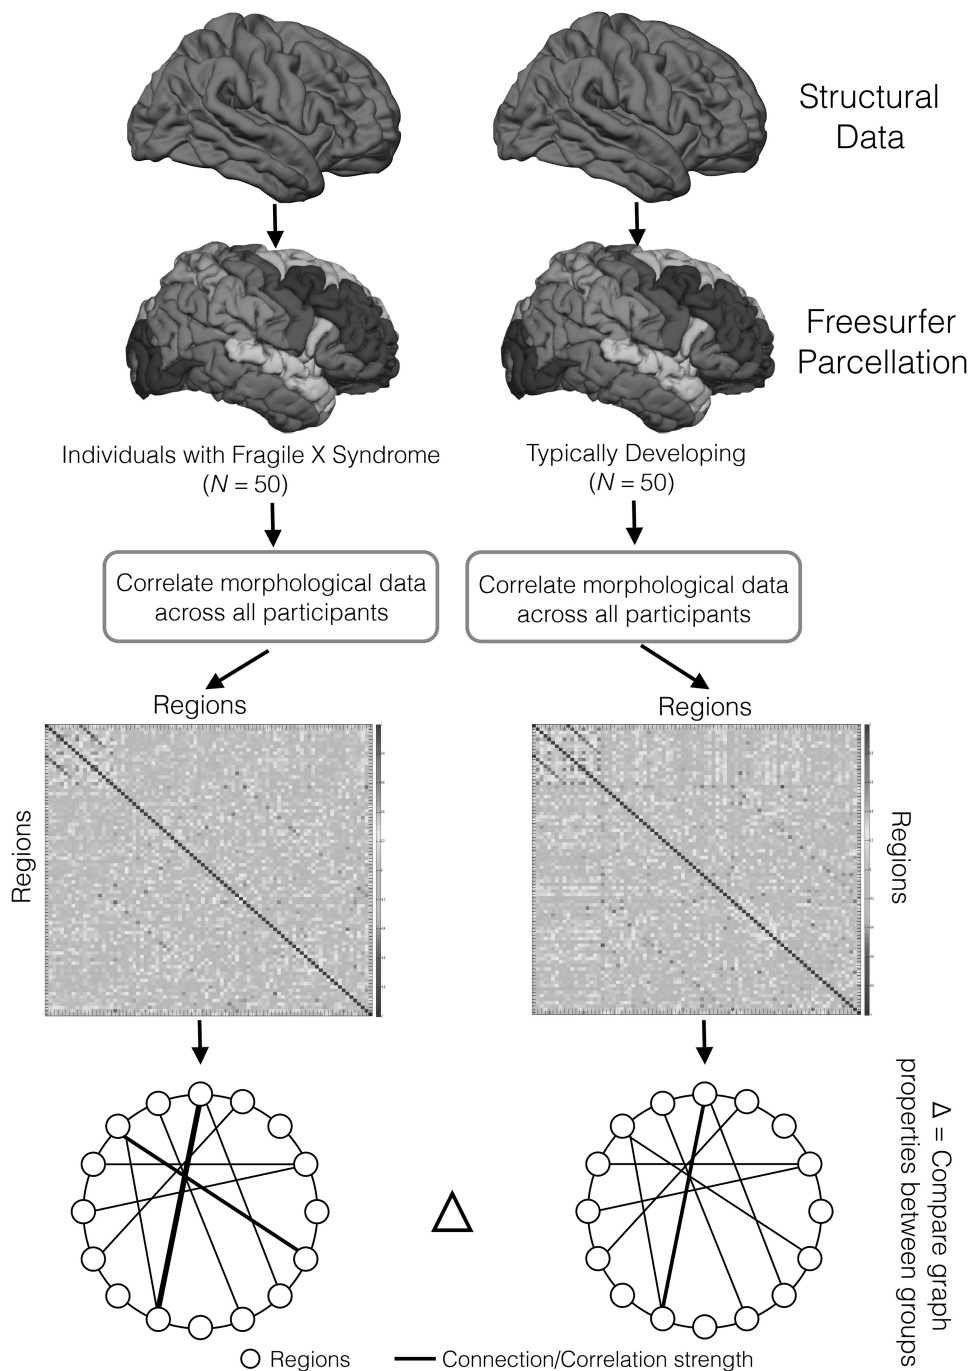 Structural
Data
Freesurfer
Parcellation
Individuals with Fragile X Syndrome
(N = 50)
Typically Developing
(N = 50)
Correlate morphological data
across all participants
Correlate morphological data
across all participants
Regions
Regions
Regions
Regions
Δ
Δ = Compare graph
properties between groups
Regions
Connection/Correlation strength